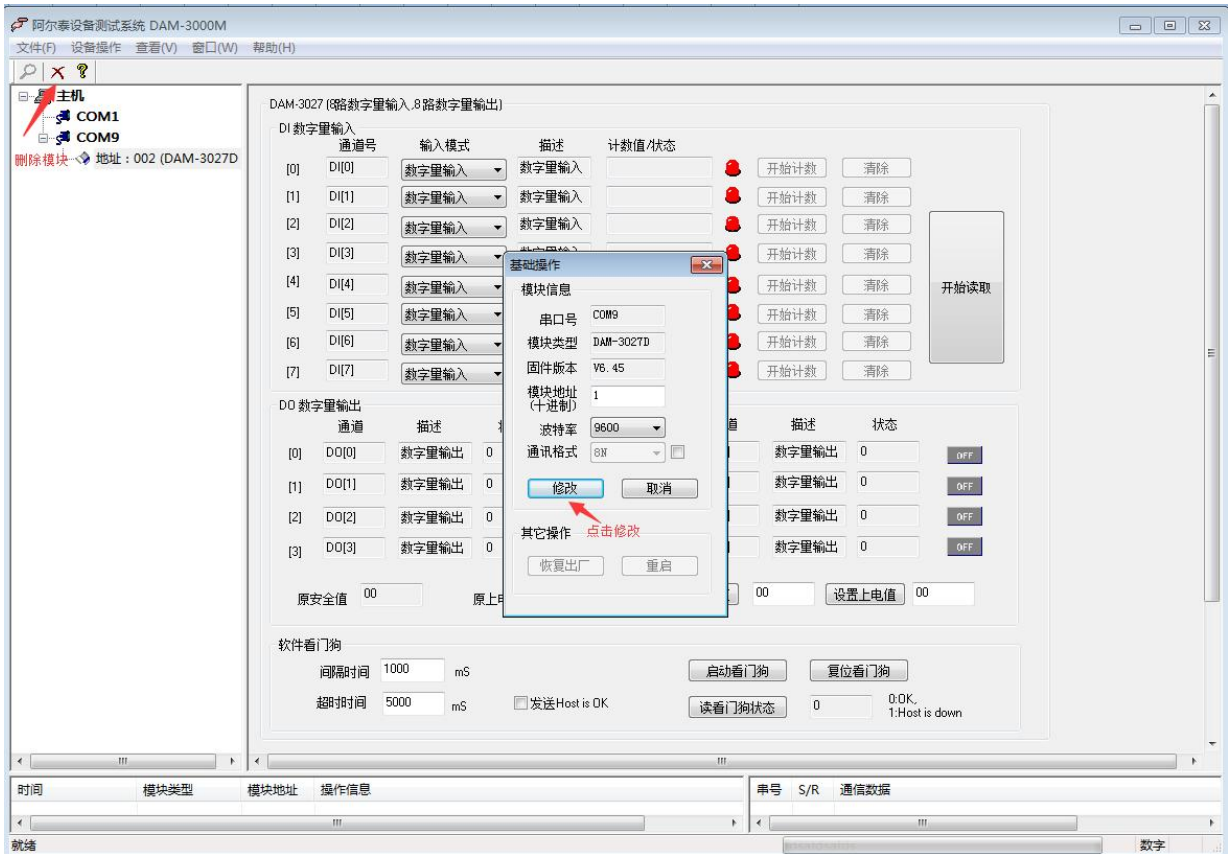 阿尔泰设备测试系统 DAM-3000M
文件(F) 设备操作 查看(V) 窗口(W) 帮助(H)
主机
COM1
COM9
删除模块
地址：002 (DAM-3027D
DAM-3027 (8路数字量输入,8路数字量输出)
DI 数字量输入
通道号 输入模式 描述 计数值/状态
[0] DI[0] 数字量输入 数字量输入 开始计数 清除
[1] DI[1] 数字量输入 数字量输入 开始计数 清除
[2] DI[2] 数字量输入 数字量输入 开始计数 清除
[3] DI[3] 数字量输入 开始计数 清除
[4] DI[4] 数字量输入 开始计数 清除
[5] DI[5] 数字量输入 开始计数 清除
[6] DI[6] 数字量输入 开始计数 清除
[7] DI[7] 数字量输入 开始计数 清除
开始读取
基础操作
模块信息
串口号 COM9
模块类型 DAM-3027D
固件版本 V6.45
模块地址 1
(十进制)
波特率 9600
通讯格式 8N
修改 取消
点击修改
其它操作
恢复出厂 重启
DO 数字量输出
通道 描述 描述 状态
[0] DO[0] 数字量输出 0 数字量输出 0 OFF
[1] DO[1] 数字量输出 0 数字量输出 0 OFF
[2] DO[2] 数字量输出 0 数字量输出 0 OFF
[3] DO[3] 数字量输出 0 数字量输出 0 OFF
原安全值 00 原上 00 设置上电值 00
软件看门狗
间隔时间 1000 mS 启动看门狗 复位看门狗
超时时间 5000 mS 发送Host is OK 读看门狗状态 0 0:OK,
1:Host is down
时间 模块类型 模块地址 操作信息 串号 S/R 通信数据
就绪 数字